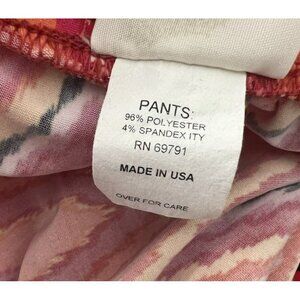 PANTS:
96% POLYESTER
4% SPANDEX ITY
RN 69791
MADE IN USA
OVER FOR CARE